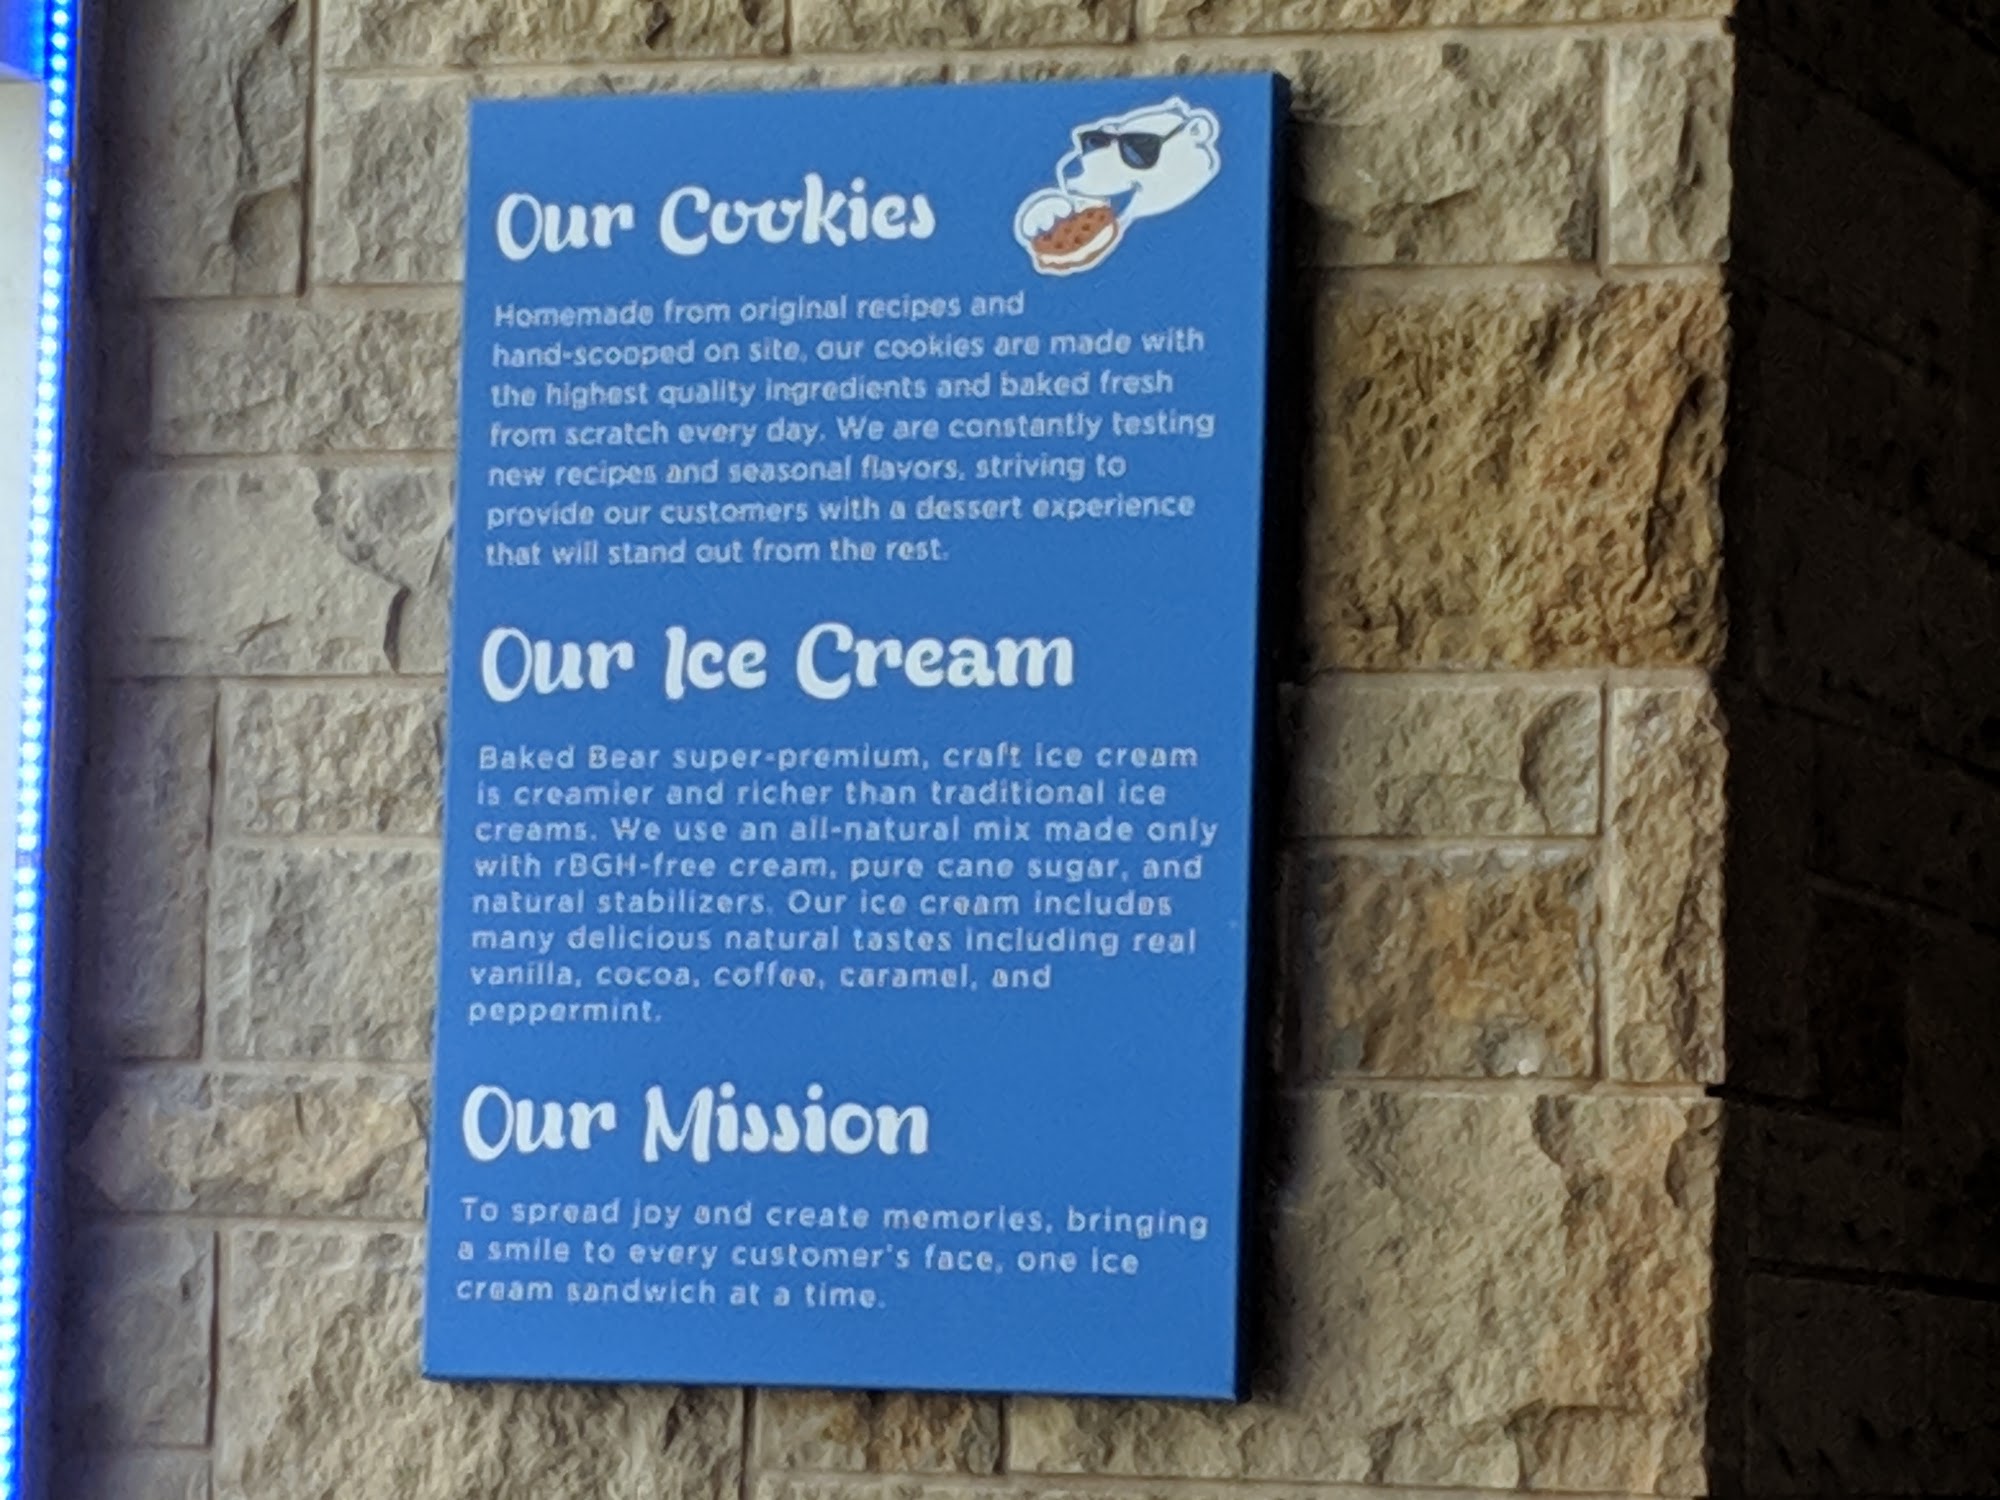 Our Cookies
Homemade from original recipes and
hand-scooped on site, our cookies are made with
the highest quality ingredients and baked fresh
from scratch every day. We are constantly testing
new recipes and seasonal flavors, striving to
provide our customers with a dessert experience
that will stand out from the rest.
Our Ice Cream
Baked Bear super-premium, craft ice cream
is creamier and richer than traditional ice
creams. We use an all-natural mix made only
with rBGH-free cream, pure cane sugar, and
natural stabilizers. Our ice cream includes
many delicious natural tastes including real
vanilla, cocoa, coffee, caramel, and
peppermint.
Our Mission
To spread joy and create memories, bringing
a smile to every customer's face, one ice
cream sandwich at a time.